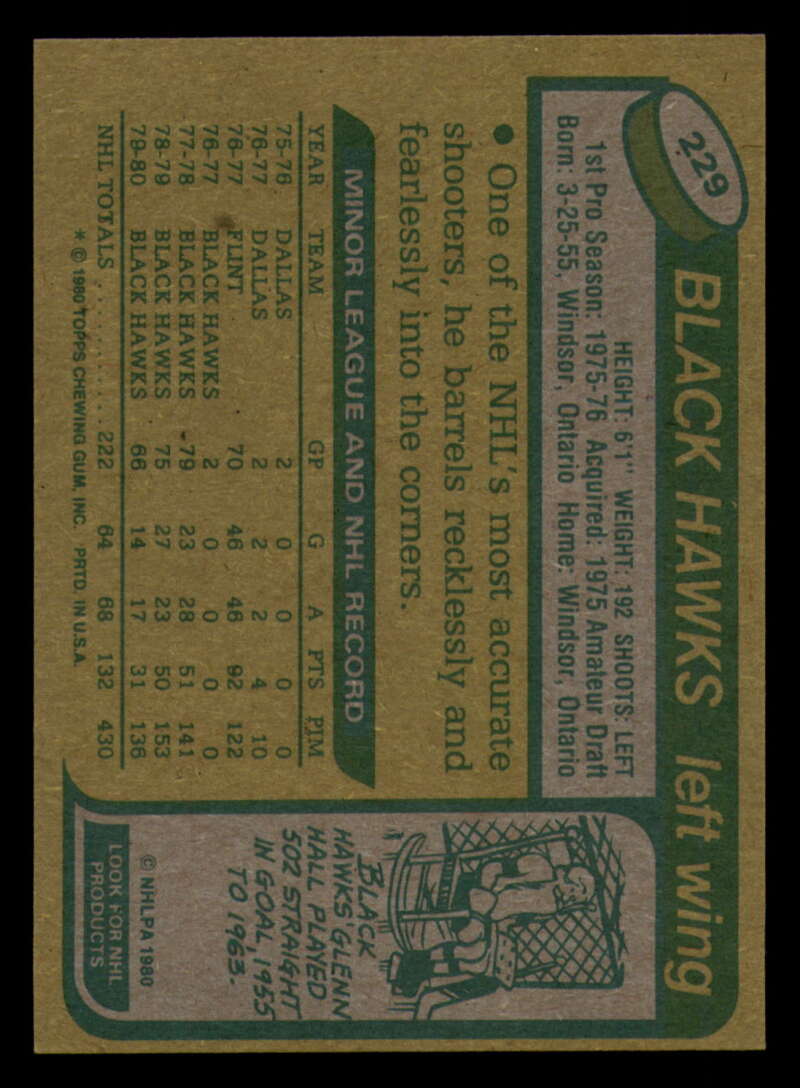 229
BLACK HAWKS left wing
HEIGHT: 6'1" WEIGHT: 192 SHOOTS: LEFT
1st Pro Season: 1975-76 Acquired: 1975 Amateur Draft
Born: 3-25-55, Windsor, Ontario Home: Windsor, Ontario
• One of the NHL's most accurate
shooters, he barrels recklessly and
fearlessly into the corners.
MINOR LEAGUE AND NHL RECORD
YEAR TEAM GP G A PTS PIM
75-76 DALLAS 2 0 0 0 0
76-77 DALLAS 2 2 2 4 10
76-77 FLINT 70 46 46 92 122
76-77 BLACK HAWKS 2 0 0 0 0
77-78 BLACK HAWKS 79 23 28 51 141
78-79 BLACK HAWKS 75 27 23 50 153
79-80 BLACK HAWKS 66 14 17 31 136
NHL TOTALS ............ 222 64 68 132 430
* © 1980 TOPPS CHEWING GUM, INC. PRTD. IN U.S.A.
BLACK
HAWKS' GLENN
HALL PLAYED
502 STRAIGHT
IN GOAL, 1955
TO 1963.
© NHLPA 1980
LOOK FOR NHL
PRODUCTS